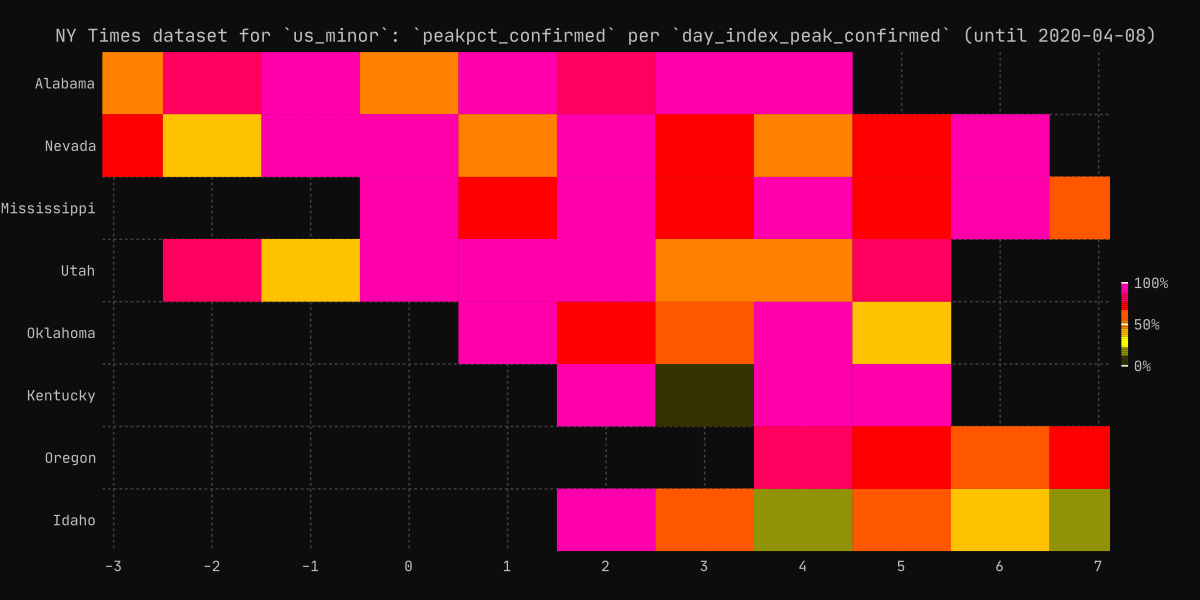 NY Times dataset for `us_minor`: `peakpct_confirmed` per `day_index_peak_confirmed` (until 2020-04-08)
Alabama
Nevada
Mississippi
Utah
Oklahoma
Kentucky
Oregon
Idaho
100%
50%
0%
-3 -2 -1 0 1 2 3 4 5 6 7